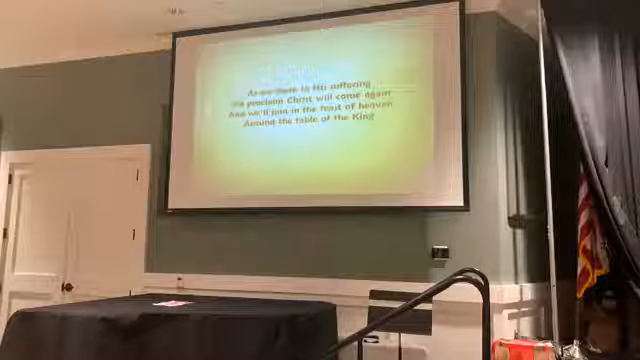 As we share in His suffering
We proclaim Christ will come again
And we'll join in the feast of heaven
Around the table of the King